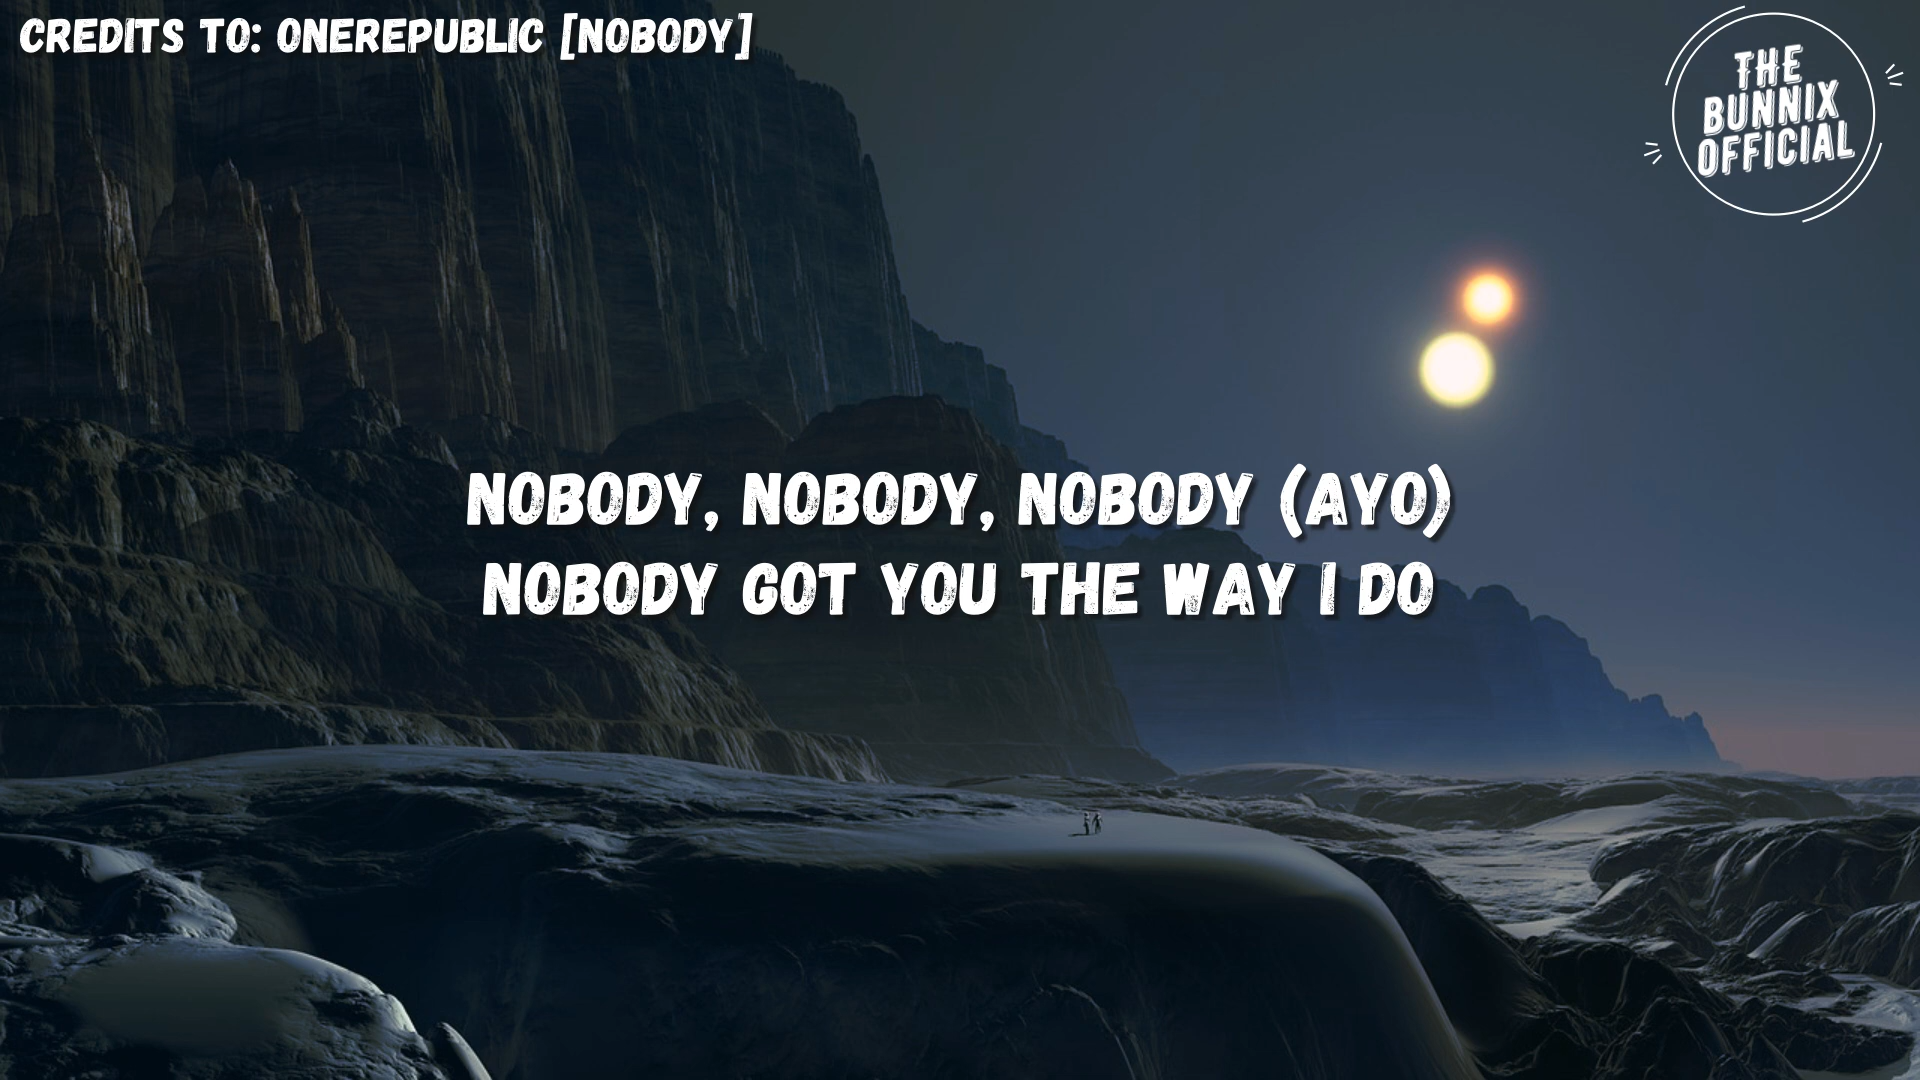 CREDITS TO: ONEREPUBLIC [NOBODY]
THE
BUNNIX
OFFICIAL
NOBODY, NOBODY, NOBODY (AYO)
NOBODY GOT YOU THE WAY I DO